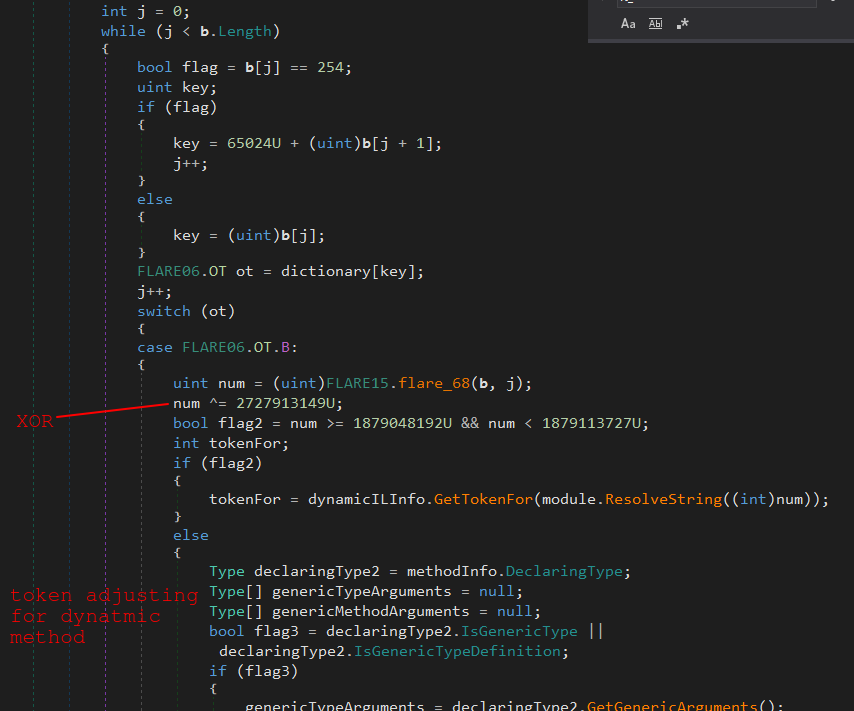 int j = 0;
while (j < b.Length)
{
bool flag = b[j] == 254;
uint key;
if (flag)
{
key = 65024U + (uint)b[j + 1];
j++;
}
else
{
key = (uint)b[j];
}
FLARE06.OT ot = dictionary[key];
j++;
switch (ot)
{
case FLARE06.OT.B:
{
uint num = (uint)FLARE15.flare_68(b, j);
num ^= 2727913149U;
bool flag2 = num >= 1879048192U && num < 1879113727U;
int tokenFor;
if (flag2)
{
tokenFor = dynamicILInfo.GetTokenFor(module.ResolveString((int)num));
}
else
{
Type declaringType2 = methodInfo.DeclaringType;
Type[] genericTypeArguments = null;
Type[] genericMethodArguments = null;
bool flag3 = declaringType2.IsGenericType ||
declaringType2.IsGenericTypeDefinition;
if (flag3)
{
genericTypeArguments = declaringType2.GetGenericArguments();
Aa Ab .*
XOR
token adjusting
for dynatmic
method